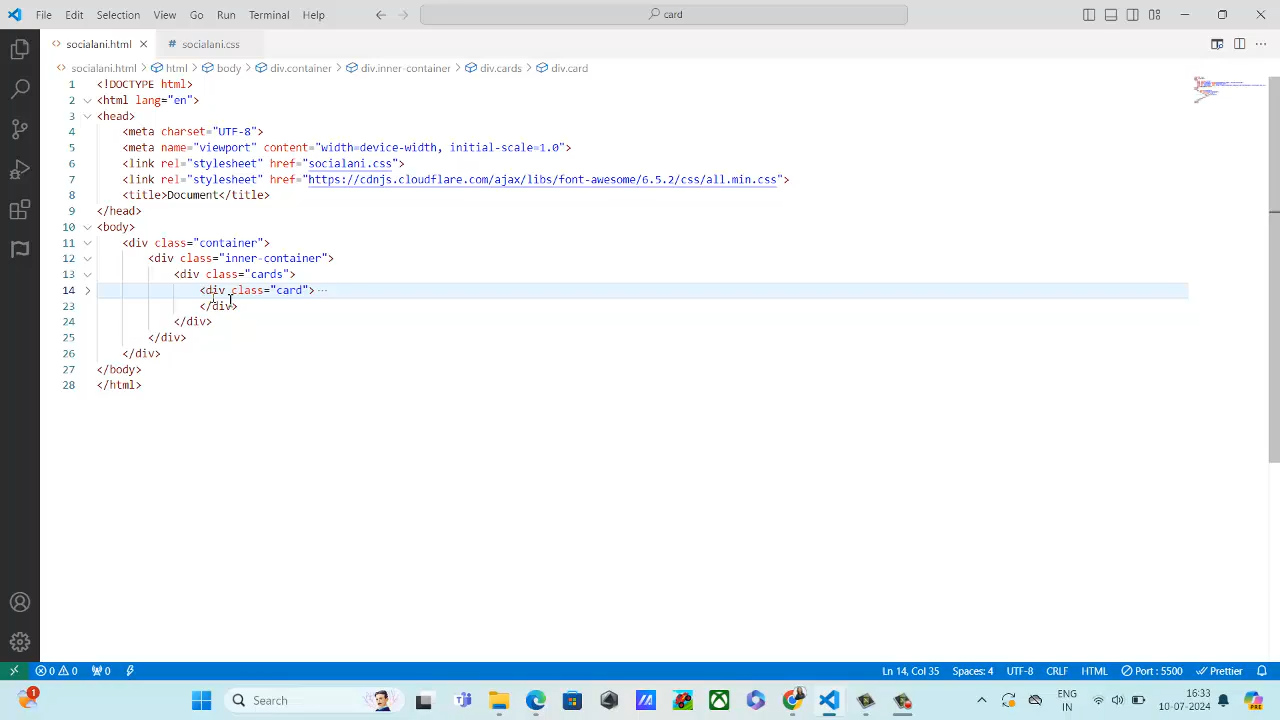 File Edit Selection View Go Run Terminal Help card
socialani.html # socialani.css
socialani.html > html > body > div.container > div.inner-container > div.cards > div.card
1 <!DOCTYPE html>
2 <html lang="en">
3 <head>
4 <meta charset="UTF-8">
5 <meta name="viewport" content="width=device-width, initial-scale=1.0">
6 <link rel="stylesheet" href="socialani.css">
7 <link rel="stylesheet" href="https://cdnjs.cloudflare.com/ajax/libs/font-awesome/6.5.2/css/all.min.css">
8 <title>Document</title>
9 </head>
10 <body>
11 <div class="container">
12 <div class="inner-container">
13 <div class="cards">
14 <div class="card">···
23 </div>
24 </div>
25 </div>
26 </div>
27 </body>
28 </html>
0 0 0 Ln 14, Col 35 Spaces: 4 UTF-8 CRLF HTML Port : 5500 Prettier
1 Search ENG 16:33
IN 10-07-2024 PRE